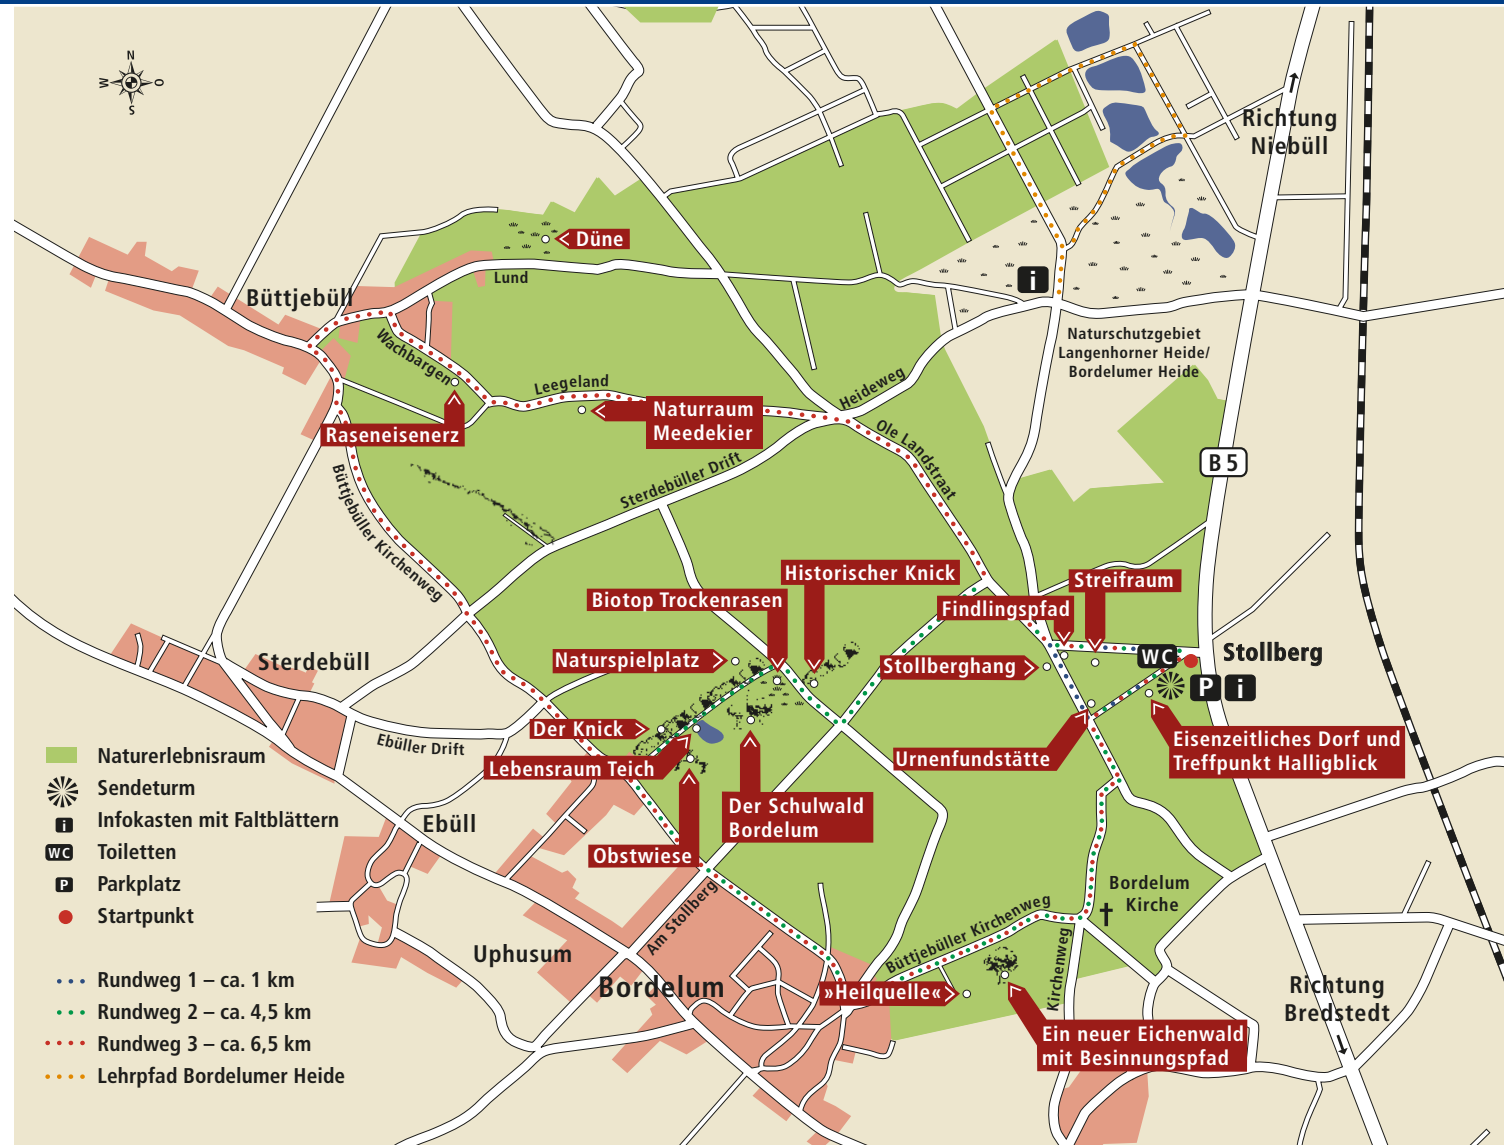 N
W
O
S
Richtung
Niebüll
Düne
Lund
Büttjebüll
i
Naturschutzgebiet
Langenhorner Heide/
Bordelumer Heide
Wachbargen
Leegeland
Heideweg
Naturraum
Meedekier
Raseneisenerz
Ole Landstraat
B 5
Sterdebüller Drift
Büttjebüller Kirchenweg
Historischer Knick
Streifraum
Biotop Trockenrasen
Findlingspfad
Sterdebüll
Naturspielplatz
Stollberghang
WC
Stollberg
P
i
Der Knick
Ebüller Drift
Urnenfundstätte
Eisenzeitliches Dorf und
Treffpunkt Halligblick
Lebensraum Teich
Der Schulwald
Bordelum
Ebüll
Obstwiese
Bordelum
Kirche
Am Stollberg
Büttjebüller Kirchenweg
Kirchenweg
Uphusum
Bordelum
»Heilquelle«
Richtung
Bredstedt
Ein neuer Eichenwald
mit Besinnungspfad
Naturerlebnisraum
Sendeturm
i Infokasten mit Faltblättern
WC Toiletten
P Parkplatz
Startpunkt
Rundweg 1 – ca. 1 km
Rundweg 2 – ca. 4,5 km
Rundweg 3 – ca. 6,5 km
Lehrpfad Bordelumer Heide